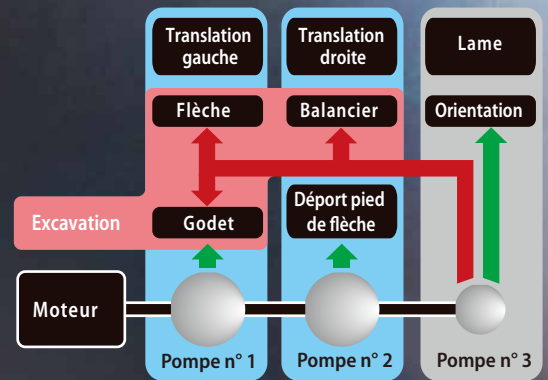 Translation
gauche
Translation
droite
Lame
Flèche
Balancier
Orientation
Excavation
Godet
Déport pied
de flèche
Moteur
Pompe n° 1
Pompe n° 2
Pompe n° 3